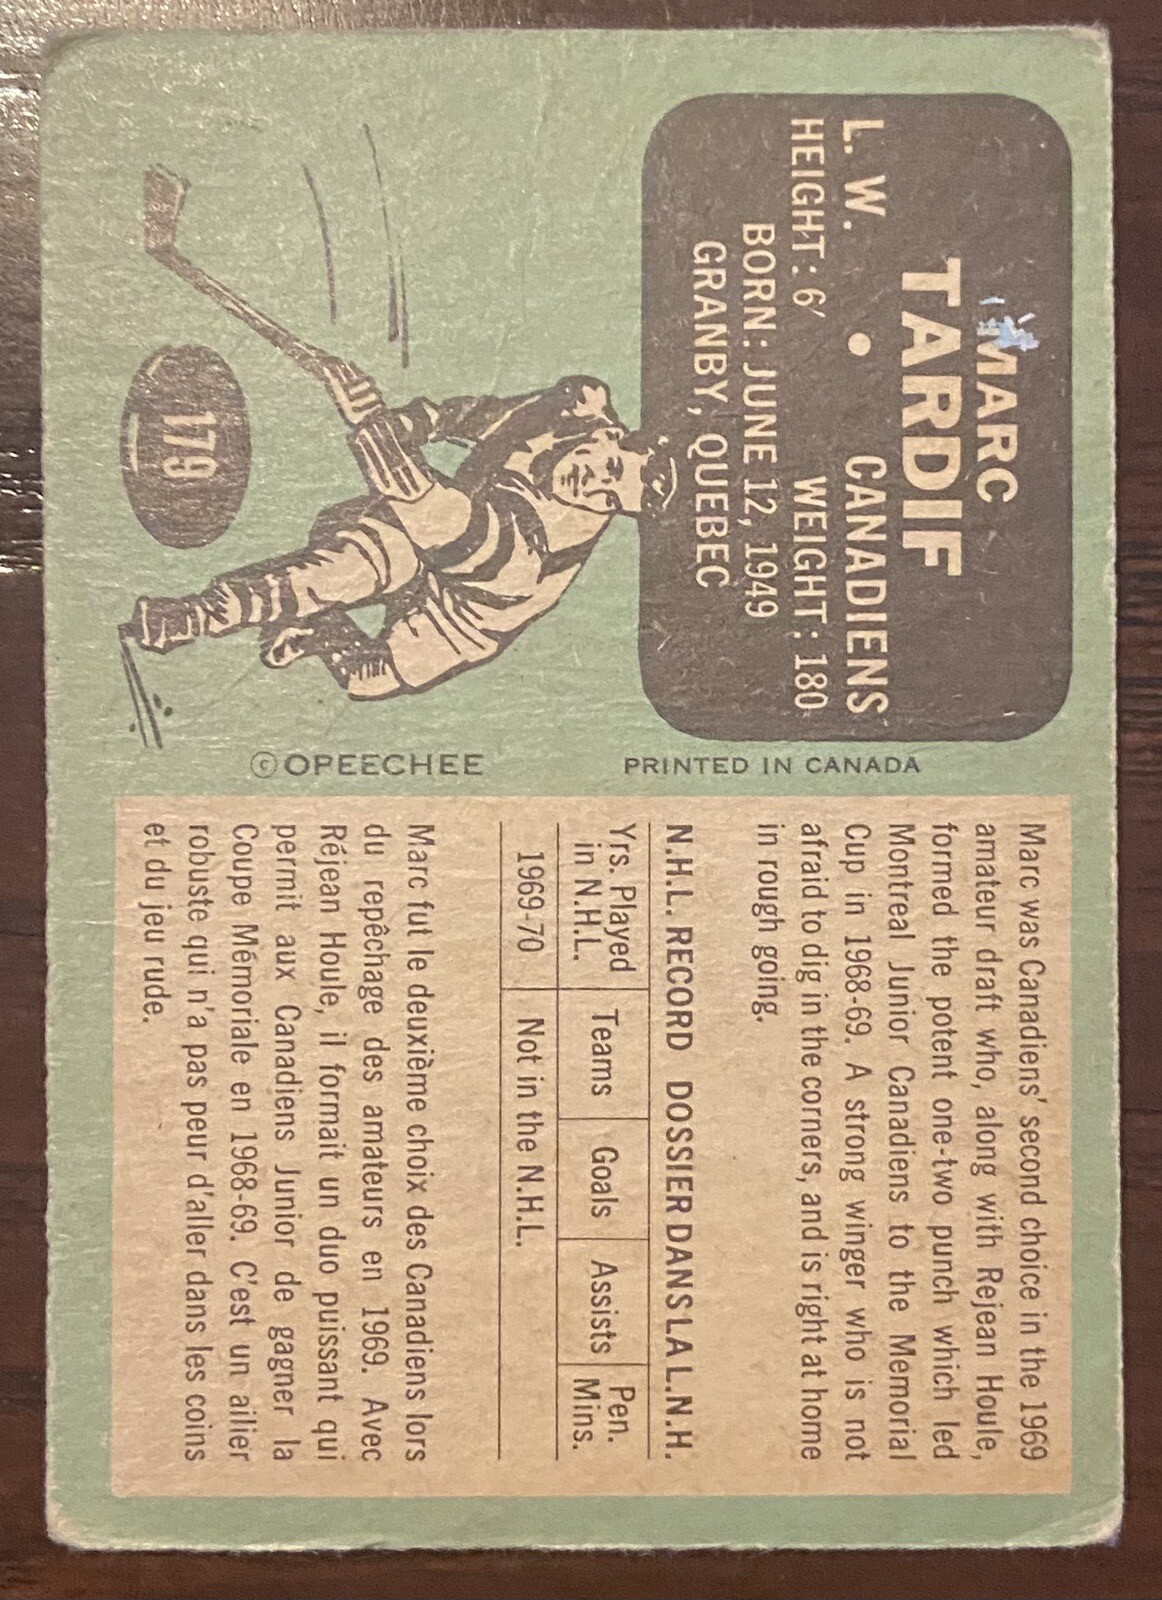 MARC
TARDIF
L. W. • CANADIENS
HEIGHT: 6' WEIGHT: 180
BORN: JUNE 12, 1949
GRANBY, QUEBEC
179
© OPEECHEE PRINTED IN CANADA
Marc was Canadiens' second choice in the 1969
amateur draft who, along with Rejean Houle,
formed the potent one-two punch which led
Montreal Junior Canadiens to the Memorial
Cup in 1968-69. A strong winger who is not
afraid to dig in the corners, and is right at home
in rough going.
N.H.L. RECORD DOSSIER DANS LA L.N.H.
Yrs. Played in N.H.L. Teams Goals Assists Pen. Mins.
1969-70 Not in the N.H.L.
Marc fut le deuxième choix des Canadiens lors
du repêchage des amateurs en 1969. Avec
Réjean Houle, il formait un duo puissant qui
permit aux Canadiens Junior de gagner la
Coupe Mémoriale en 1968-69. C'est un ailier
robuste qui n'a pas peur d'aller dans les coins
et du jeu rude.